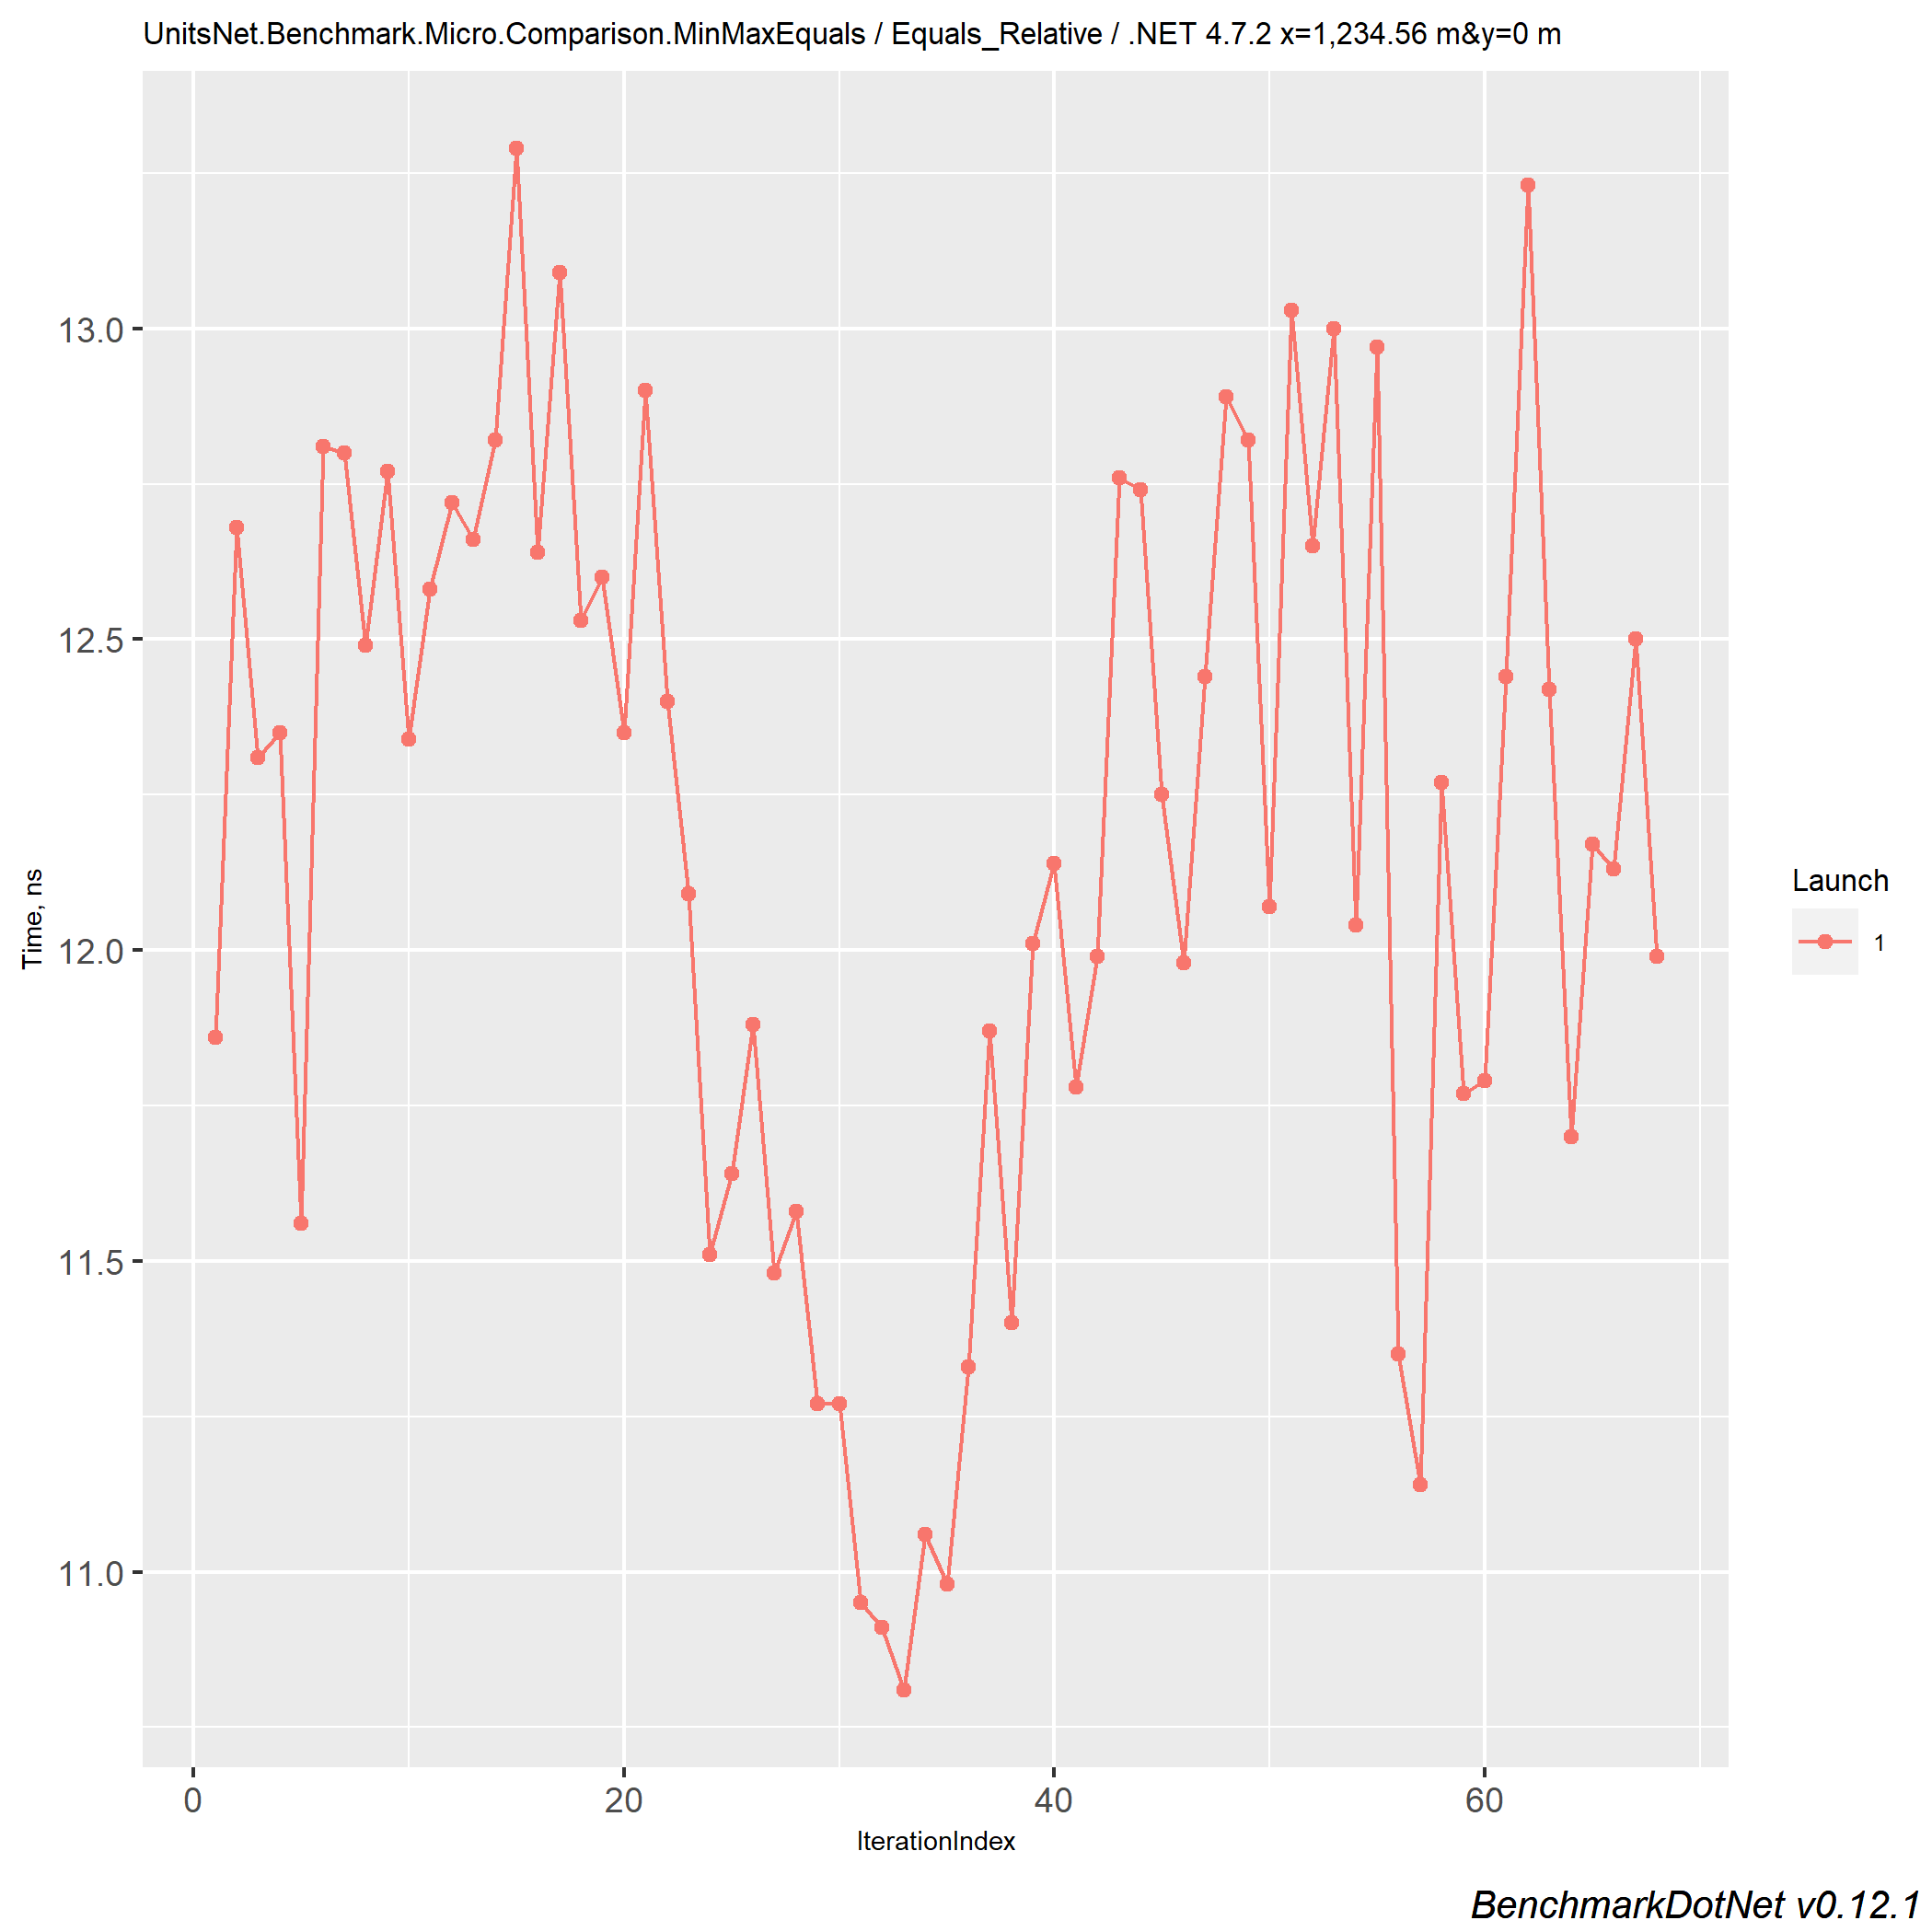 UnitsNet.Benchmark.Micro.Comparison.MinMaxEquals / Equals_Relative / .NET 4.7.2 x=1,234.56 m&y=0 m
13.0
12.5
12.0
11.5
11.0
Time, ns
0 20 40 60
IterationIndex
Launch
1
BenchmarkDotNet v0.12.1